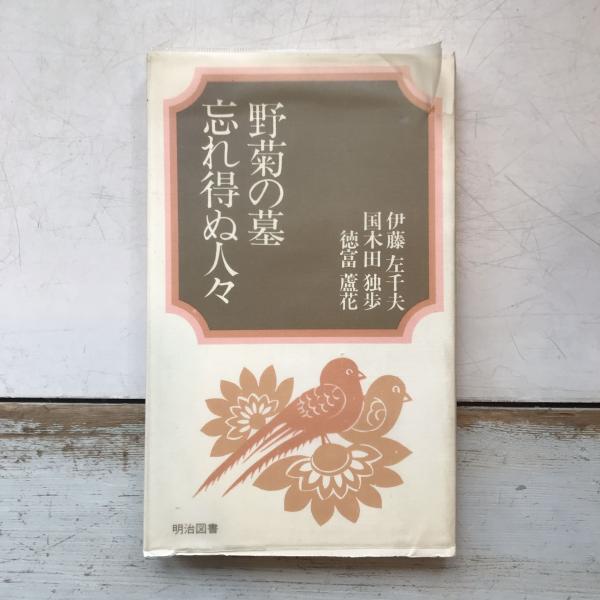 伊藤 左千夫
国木田 独歩
徳富 蘆花
野菊の墓
忘れ得ぬ人々
明治図書